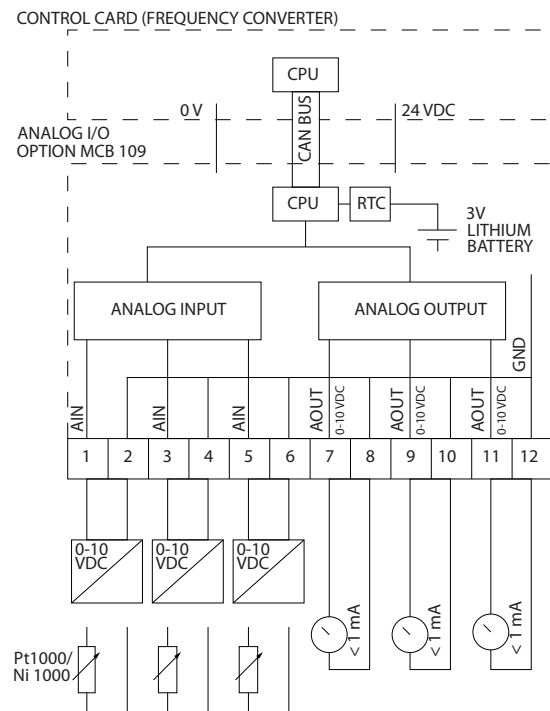 CONTROL CARD (FREQUENCY CONVERTER)
CPU
0 V
24 VDC
CAN BUS
ANALOG I/O
OPTION MCB 109
CPU
RTC
3V
LITHIUM
BATTERY
ANALOG INPUT
ANALOG OUTPUT
GND
AIN
AIN
AIN
AOUT
0-10 VDC
AOUT
0-10 VDC
AOUT
0-10 VDC
1 2 3 4 5 6 7 8 9 10 11 12
0-10
VDC
0-10
VDC
0-10
VDC
< 1 mA
< 1 mA
< 1 mA
Pt1000/
Ni 1000